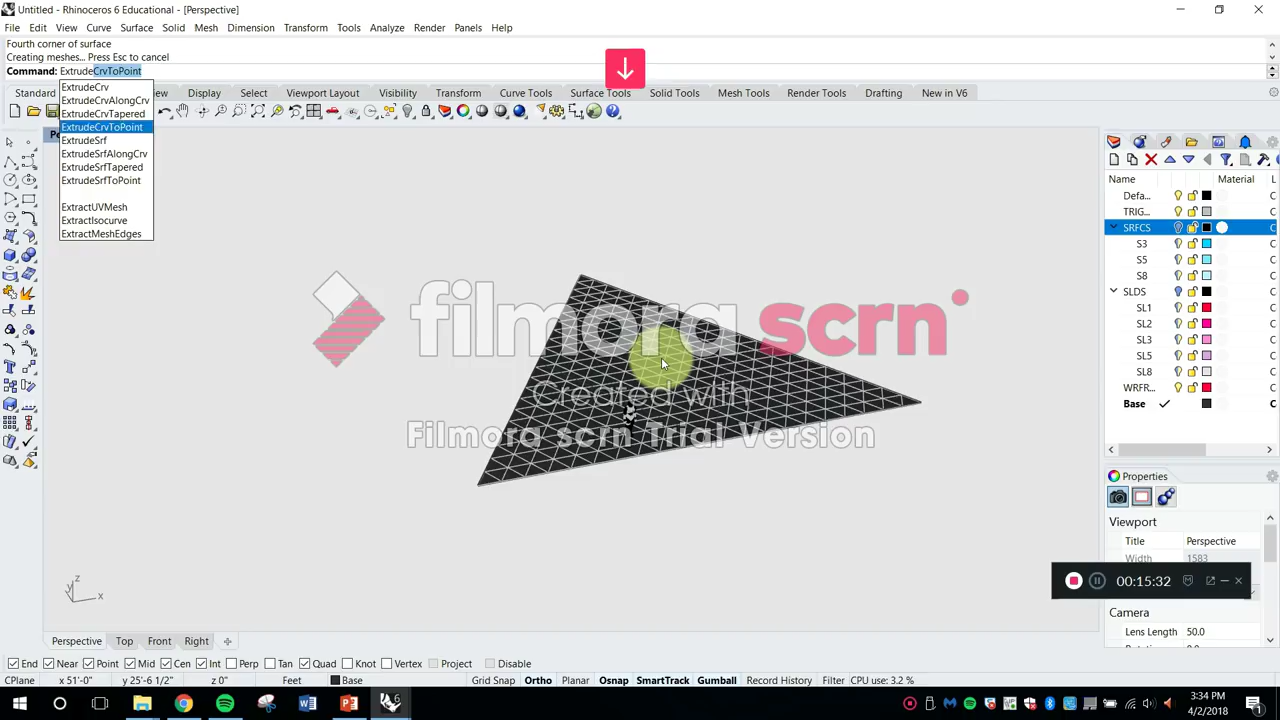 Untitled - Rhinoceros 6 Educational - [Perspective]
File Edit View Curve Surface Solid Mesh Dimension Transform Tools Analyze Render Panels Help
Fourth corner of surface
Creating meshes... Press Esc to cancel
Command: ExtrudeCrvToPoint
ExtrudeCrv
ExtrudeCrvAlongCrv
ExtrudeCrvTapered
ExtrudeCrvToPoint
ExtrudeSrf
ExtrudeSrfAlongCrv
ExtrudeSrfTapered
ExtrudeSrfToPoint
ExtractUVMesh
ExtractIsocurve
ExtractMeshEdges
Standard Display Select Viewport Layout Visibility Transform Curve Tools Surface Tools Solid Tools Mesh Tools Render Tools Drafting New in V6
Name Material L
Defa... C
TRIG... C
SRFCS C
S3 C
S5 C
S8 C
SLDS C
SL1 C
SL2 C
SL3 C
SL5 C
SL8 C
WRFR... C
Base C
filmora scrn
Created with
Filmora scrn Trial Version
Properties
Viewport
Title Perspective
Width 1583
00:15:32
Camera
Lens Length 50.0
z
y
x
Perspective Top Front Right
End Near Point Mid Cen Int Perp Tan Quad Knot Vertex Project Disable
CPlane x 51'-0" y 25'-6 1/2" z 0" Feet Base Grid Snap Ortho Planar Osnap SmartTrack Gumball Record History Filter CPU use: 3.2 %
3:34 PM
4/2/2018